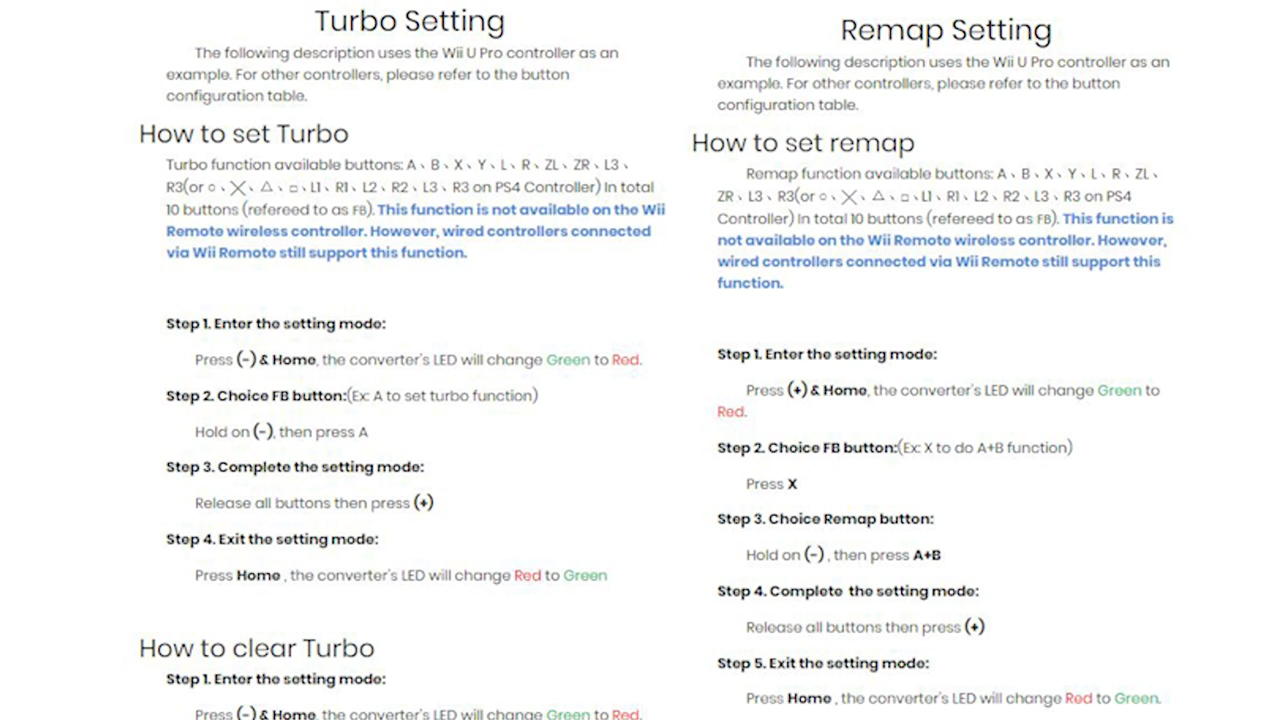 Turbo Setting
The following description uses the Wii U Pro controller as an
example. For other controllers, please refer to the button
configuration table.
How to set Turbo
Turbo function available buttons: A、B、X、Y、L、R、ZL、ZR、L3、
R3(or ○、╳、△、□、L1、R1、L2、R2、L3、R3 on PS4 Controller) In total
10 buttons (refereed to as FB). This function is not available on the Wii
Remote wireless controller. However, wired controllers connected
via Wii Remote still support this function.
Step 1. Enter the setting mode:
Press (-) & Home, the converter's LED will change Green to Red.
Step 2. Choice FB button:(Ex: A to set turbo function)
Hold on (-), then press A
Step 3. Complete the setting mode:
Release all buttons then press (+)
Step 4. Exit the setting mode:
Press Home , the converter's LED will change Red to Green
How to clear Turbo
Step 1. Enter the setting mode:
Press (-) & Home, the converter's LED will change Green to Red.
Remap Setting
The following description uses the Wii U Pro controller as an
example. For other controllers, please refer to the button
configuration table.
How to set remap
Remap function available buttons: A、B、X、Y、L、R、ZL、
ZR、L3、R3(or ○、╳、△、□、L1、R1、L2、R2、L3、R3 on PS4
Controller) In total 10 buttons (refereed to as FB). This function is
not available on the Wii Remote wireless controller. However,
wired controllers connected via Wii Remote still support this
function.
Step 1. Enter the setting mode:
Press (+) & Home, the converter's LED will change Green to
Red.
Step 2. Choice FB button:(Ex: X to do A+B function)
Press X
Step 3. Choice Remap button:
Hold on (-) , then press A+B
Step 4. Complete the setting mode:
Release all buttons then press (+)
Step 5. Exit the setting mode:
Press Home , the converter's LED will change Red to Green.